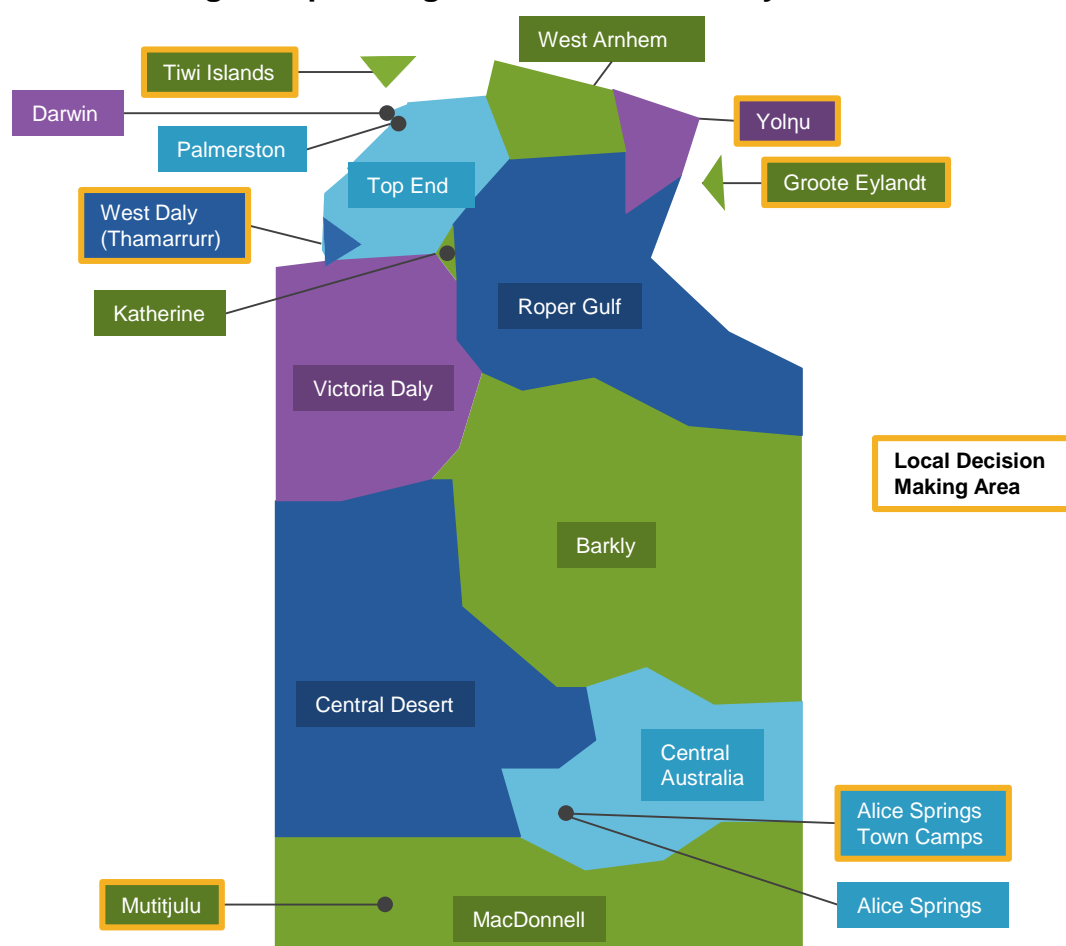 West Arnhem
Tiwi Islands
Darwin
Yolηu
Palmerston
Top End
Groote Eylandt
West Daly
(Thamarrurr)
Katherine
Roper Gulf
Victoria Daly
Local Decision
Making Area
Barkly
Central Desert
Central
Australia
Alice Springs
Town Camps
Mutitjulu
Alice Springs
MacDonnell